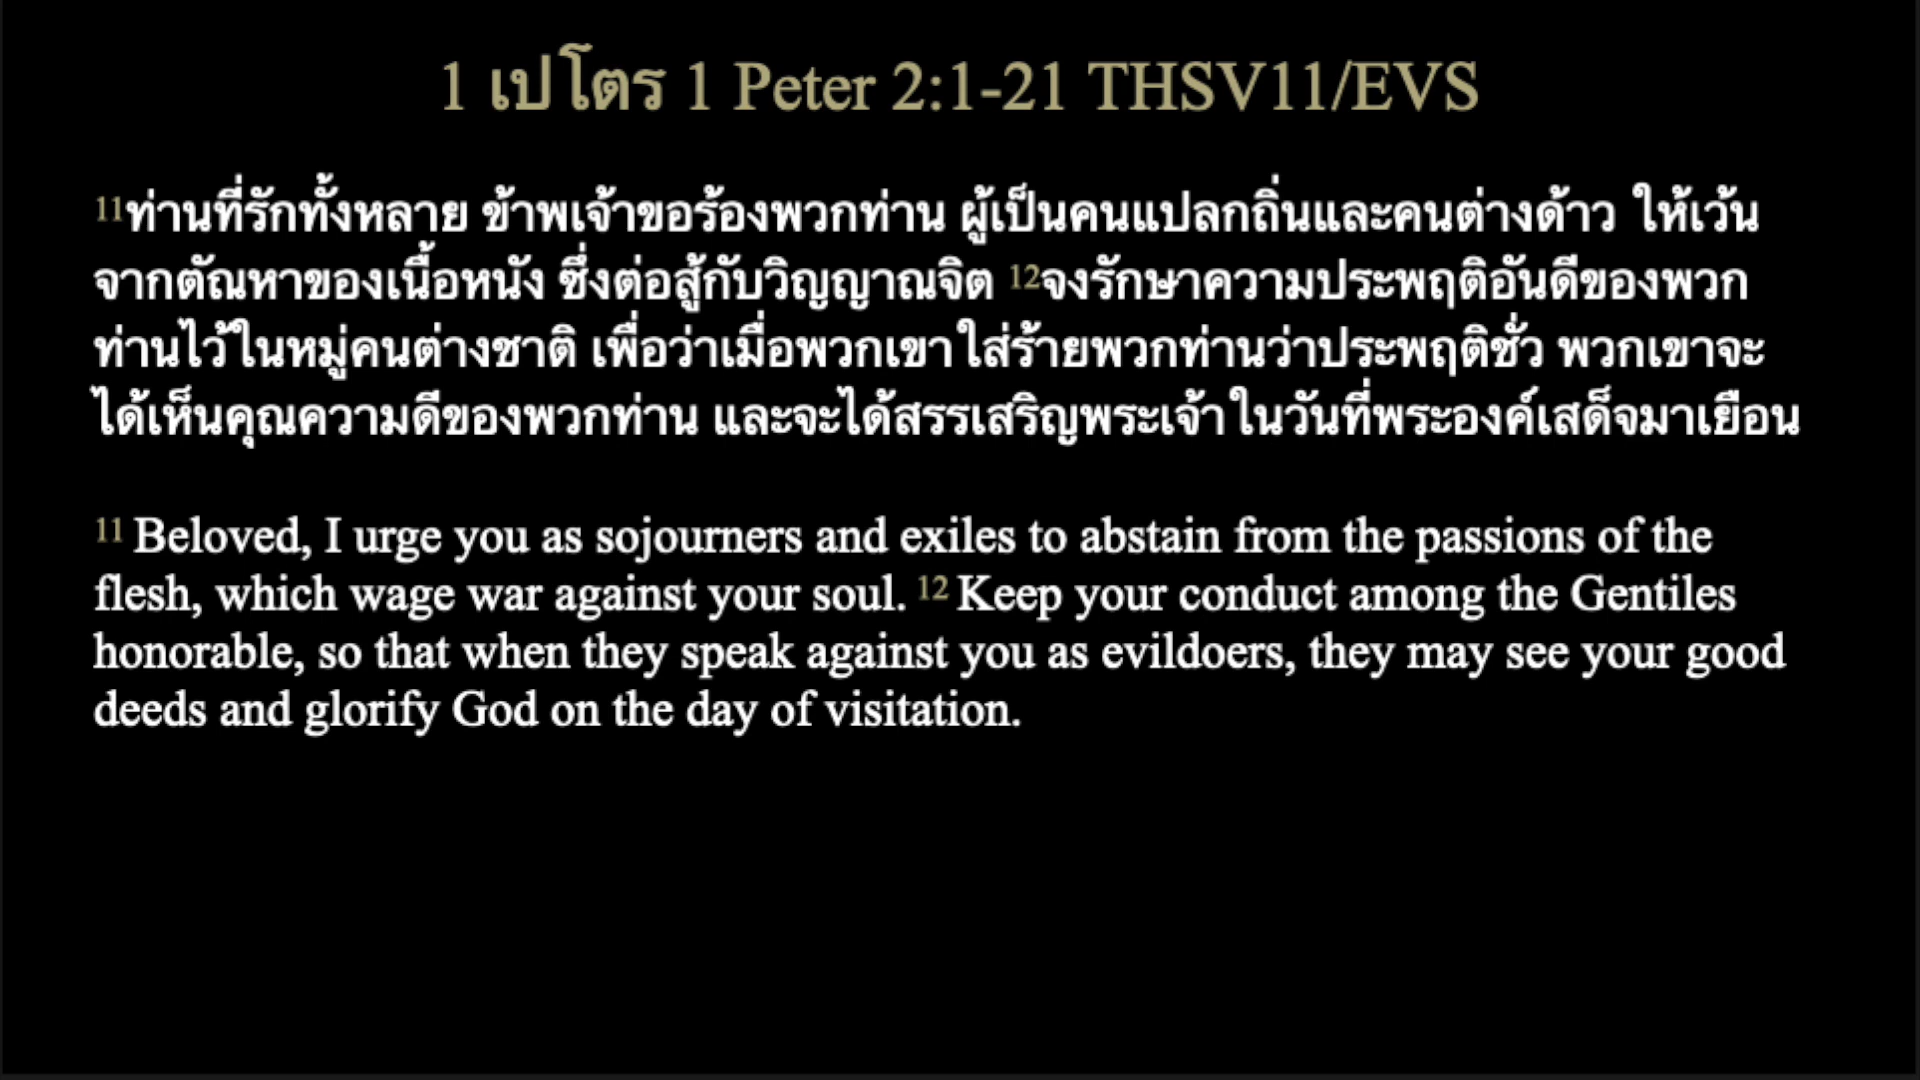 1 เปโตร 1 Peter 2:1-21 THSV11/EVS
11ท่านที่รักทั้งหลาย ข้าพเจ้าขอร้องพวกท่าน ผู้เป็นคนแปลกถิ่นและคนต่างด้าว ให้เว้น
จากตัณหาของเนื้อหนัง ซึ่งต่อสู้กับวิญญาณจิต 12จงรักษาความประพฤติอันดีของพวก
ท่านไว้ในหมู่คนต่างชาติ เพื่อว่าเมื่อพวกเขาใส่ร้ายพวกท่านว่าประพฤติชั่ว พวกเขาจะ
ได้เห็นคุณความดีของพวกท่าน และจะได้สรรเสริญพระเจ้าในวันที่พระองค์เสด็จมาเยือน
11 Beloved, I urge you as sojourners and exiles to abstain from the passions of the
flesh, which wage war against your soul. 12 Keep your conduct among the Gentiles
honorable, so that when they speak against you as evildoers, they may see your good
deeds and glorify God on the day of visitation.